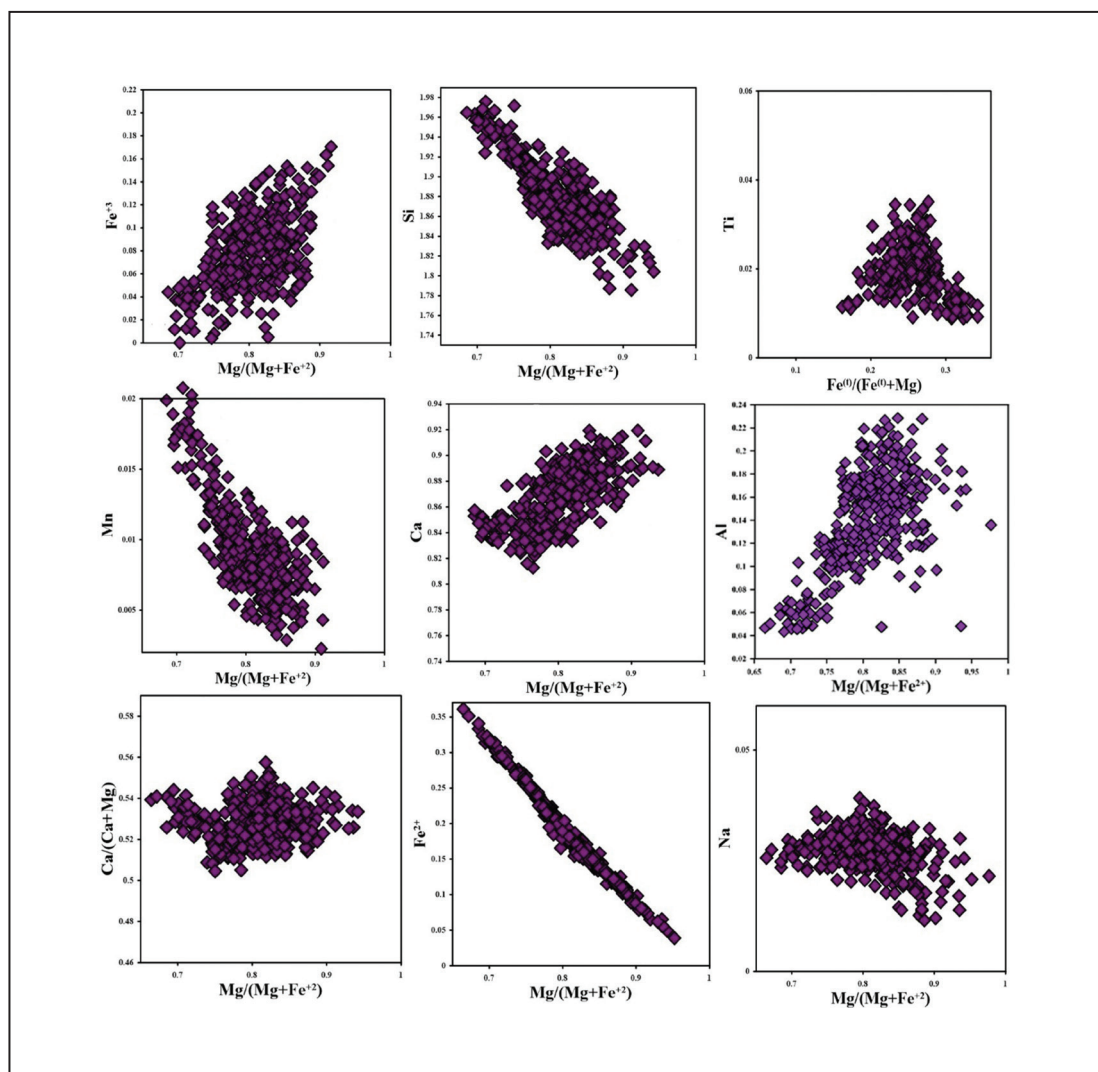 0.22
0.2
0.18
0.16
0.14
0.12
0.1
0.08
0.06
0.04
0.02
0
Fe+3
0.7 0.8 0.9 1
Mg/(Mg+Fe+2)
1.98
1.96
1.94
1.92
1.9
1.88
1.86
1.84
1.82
1.8
1.78
1.76
1.74
Si
0.7 0.8 0.9 1
Mg/(Mg+Fe+2)
0.06
0.04
0.02
0
Ti
0.1 0.2 0.3
Fe(t)/(Fe(t)+Mg)
0.02
0.015
0.01
0.005
Mn
0.7 0.8 0.9 1
Mg/(Mg+Fe+2)
0.94
0.92
0.9
0.88
0.86
0.84
0.82
0.8
0.78
0.76
0.74
Ca
0.7 0.8 0.9 1
Mg/(Mg+Fe+2)
0.24
0.22
0.2
0.18
0.16
0.14
0.12
0.1
0.08
0.06
0.04
0.02
Al
0.65 0.7 0.75 0.8 0.85 0.9 0.95 1
Mg/(Mg+Fe2+)
0.58
0.56
0.54
0.52
0.5
0.48
0.46
Ca/(Ca+Mg)
0.7 0.8 0.9 1
Mg/(Mg+Fe+2)
0.35
0.3
0.25
0.2
0.15
0.1
0.05
0
Fe2+
0.7 0.8 0.9 1
Mg/(Mg+Fe+2)
0.05
0
Na
0.7 0.8 0.9 1
Mg/(Mg+Fe+2)